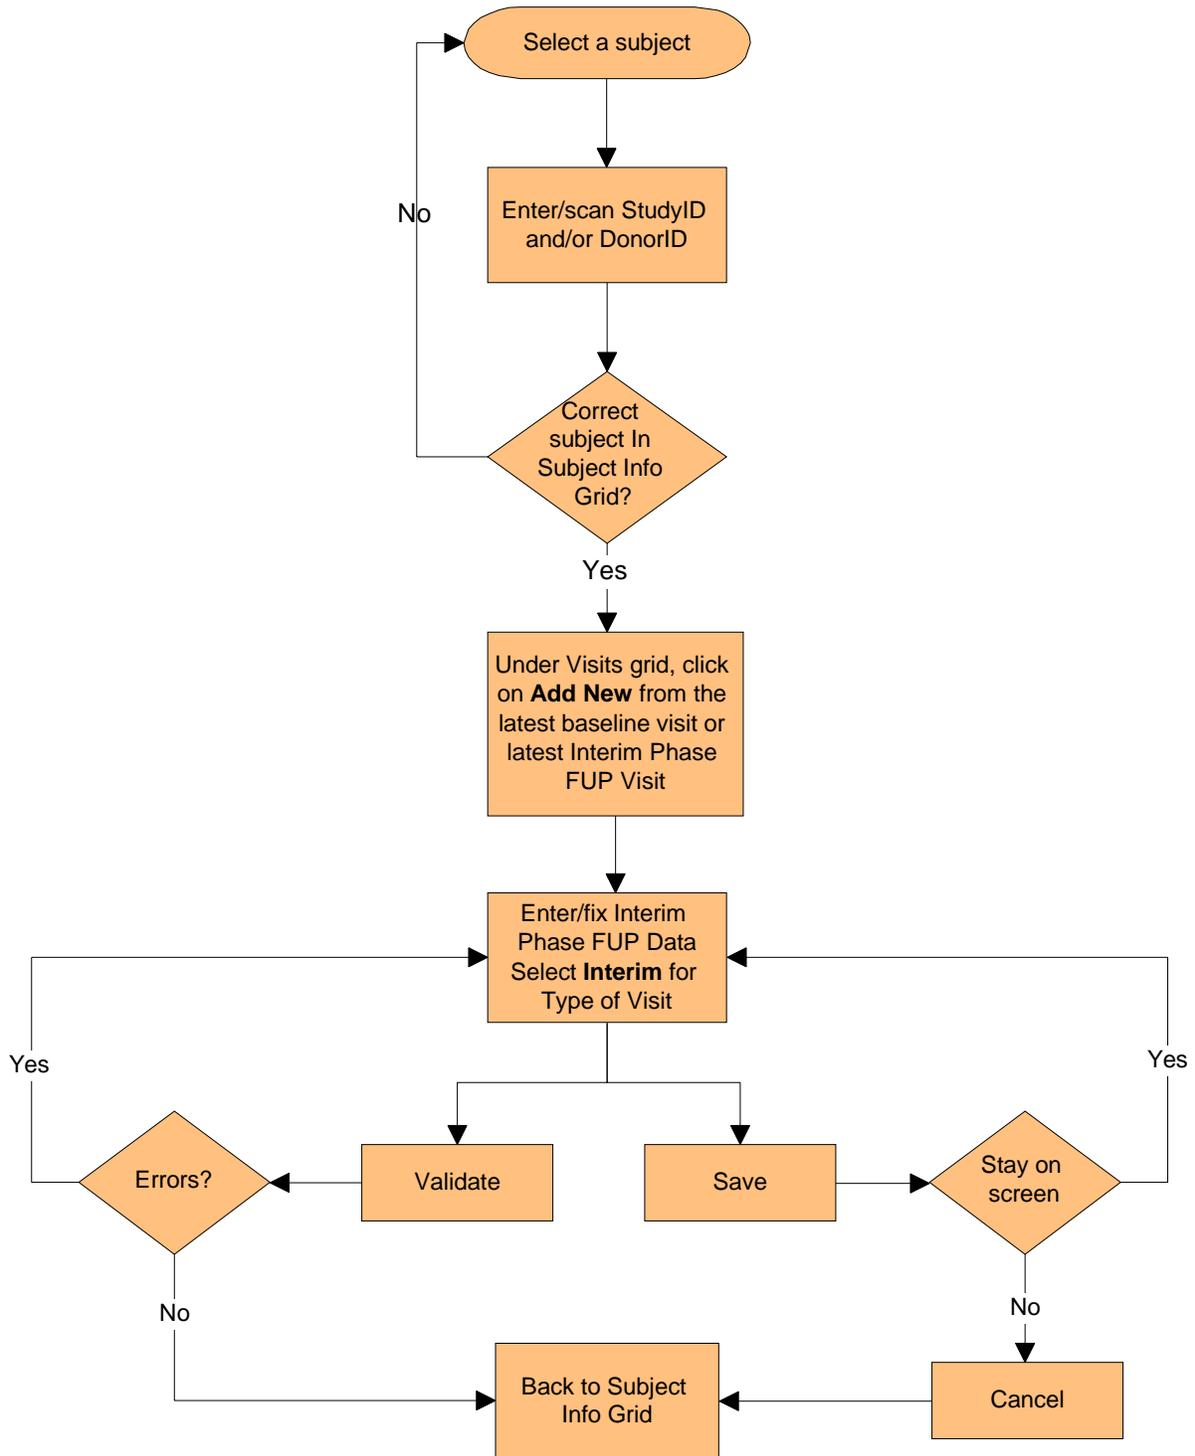 Select a subject
Enter/scan StudyID
and/or DonorID
No
Correct
subject In
Subject Info
Grid?
Yes
Under Visits grid, click
on Add New from the
latest baseline visit or
latest Interim Phase
FUP Visit
Enter/fix Interim
Phase FUP Data
Select Interim for
Type of Visit
Yes
Yes
Errors?
Validate
Save
Stay on
screen
No
No
Back to Subject
Info Grid
Cancel